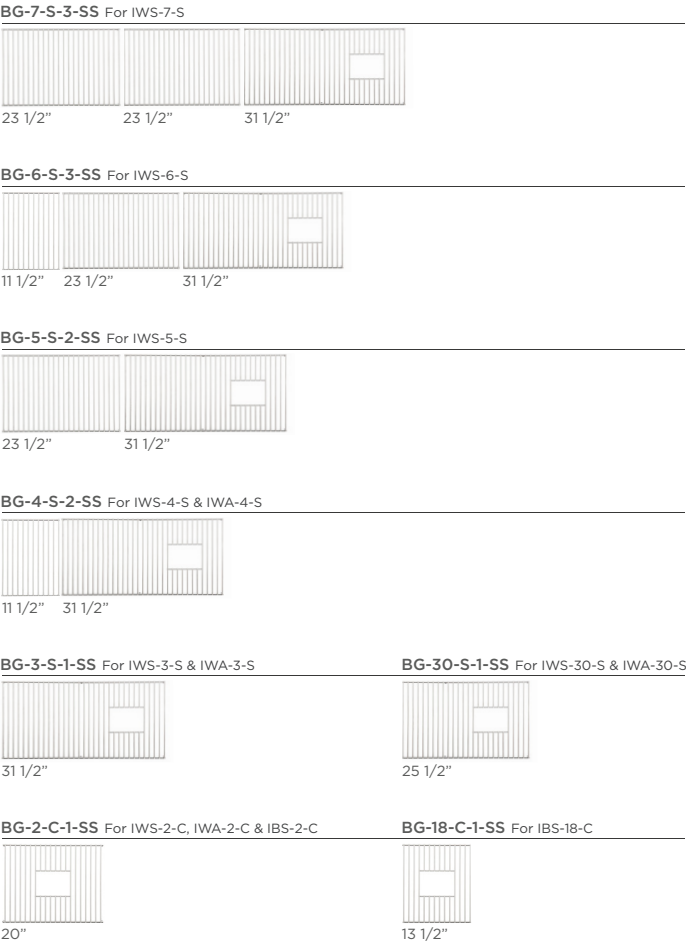 BG-7-S-3-SS For IWS-7-S
23 1/2” 23 1/2” 31 1/2”
BG-6-S-3-SS For IWS-6-S
11 1/2” 23 1/2” 31 1/2”
BG-5-S-2-SS For IWS-5-S
23 1/2” 31 1/2”
BG-4-S-2-SS For IWS-4-S & IWA-4-S
11 1/2” 31 1/2”
BG-3-S-1-SS For IWS-3-S & IWA-3-S
31 1/2”
BG-30-S-1-SS For IWS-30-S & IWA-30-S
25 1/2”
BG-2-C-1-SS For IWS-2-C, IWA-2-C & IBS-2-C
20”
BG-18-C-1-SS For IBS-18-C
13 1/2”